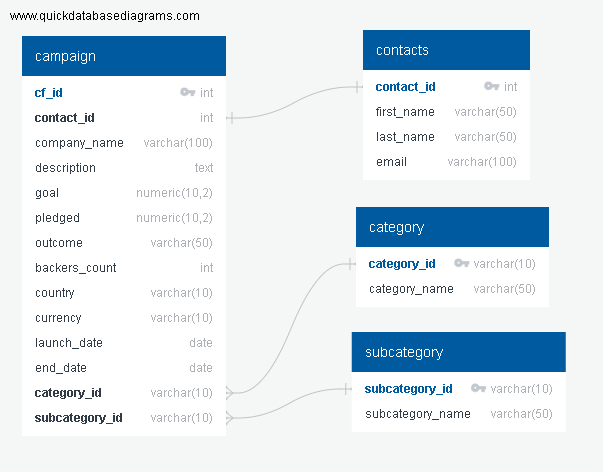 www.quickdatabasediagrams.com
campaign
cf_id int
contact_id int
company_name varchar(100)
description text
goal numeric(10,2)
pledged numeric(10,2)
outcome varchar(50)
backers_count int
country varchar(10)
currency varchar(10)
launch_date date
end_date date
category_id varchar(10)
subcategory_id varchar(10)
contacts
contact_id int
first_name varchar(50)
last_name varchar(50)
email varchar(100)
category
category_id varchar(10)
category_name varchar(50)
subcategory
subcategory_id varchar(10)
subcategory_name varchar(50)